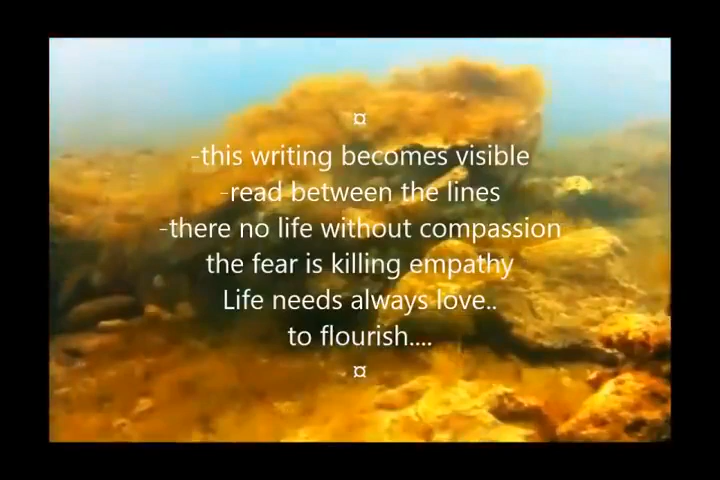 ¤
-this writing becomes visible
-read between the lines
-there no life without compassion
the fear is killing empathy
Life needs always love..
to flourish....
¤